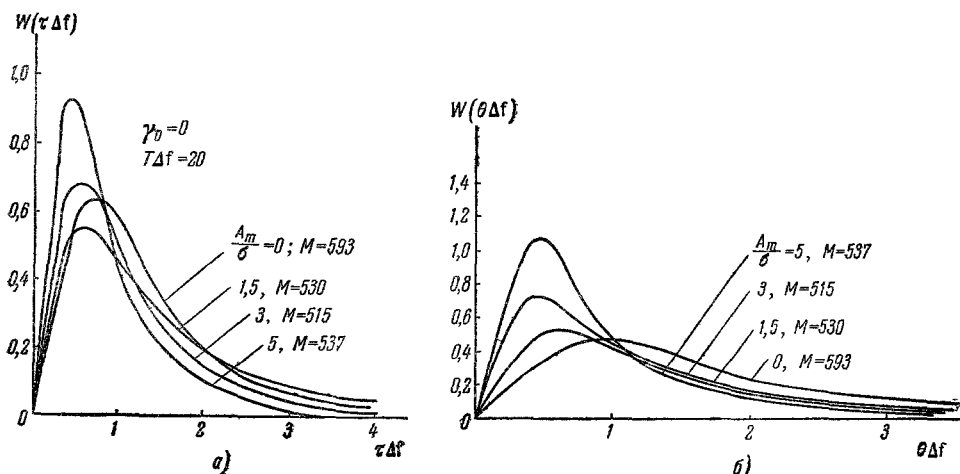 W(τΔf)
1,0
0,8
0,6
0,4
0,2
0
1
2
3
4
τΔf
γ₀=0
TΔf=20
Aₘ/σ=0; M=593
1,5, M=530
3, M=515
5, M=537
а)
W(θΔf)
1,4
1,2
1,0
0,8
0,6
0,4
0,2
0
1
2
3
θΔf
Aₘ/σ=5, M=537
3, M=515
1,5, M=530
0, M=593
б)